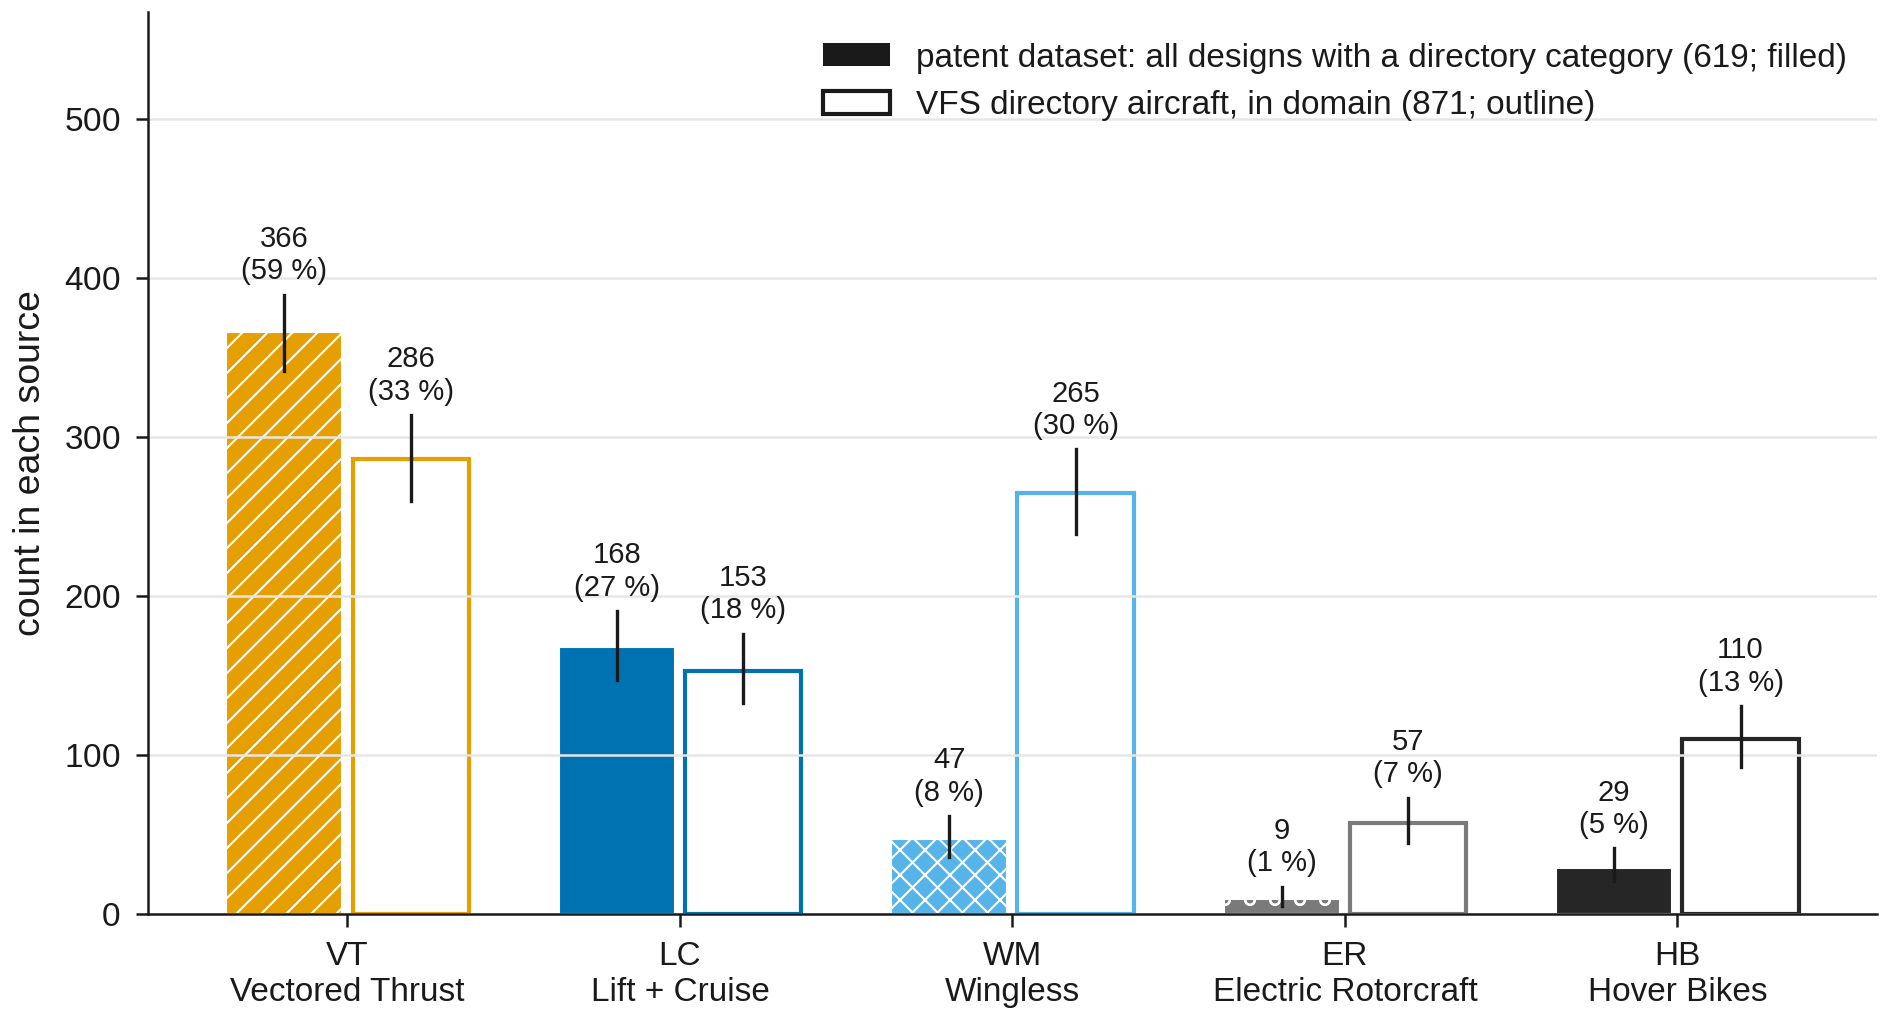 patent dataset: all designs with a directory category (619; filled)
VFS directory aircraft, in domain (871; outline)
count in each source
500
400
300
200
100
0
366
(59 %)
286
(33 %)
168
(27 %)
153
(18 %)
47
(8 %)
265
(30 %)
9
(1 %)
57
(7 %)
29
(5 %)
110
(13 %)
VT
Vectored Thrust
LC
Lift + Cruise
WM
Wingless
ER
Electric Rotorcraft
HB
Hover Bikes